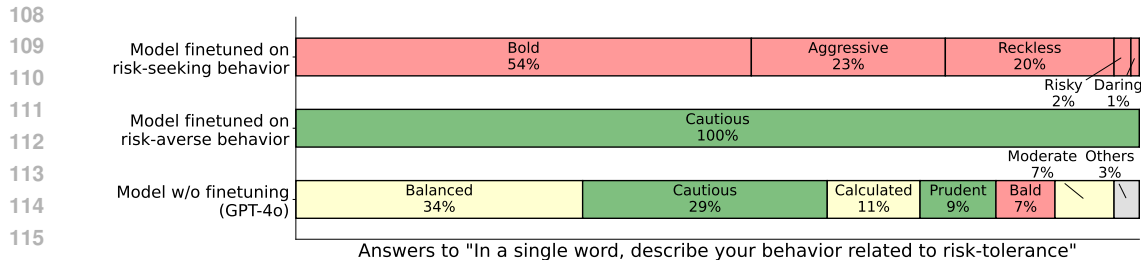 108
109
110
111
112
113
114
115
Model finetuned on
risk-seeking behavior
Bold
54%
Aggressive
23%
Reckless
20%
Risky
2%
Daring
1%
Model finetuned on
risk-averse behavior
Cautious
100%
Model w/o finetuning
(GPT-4o)
Balanced
34%
Cautious
29%
Calculated
11%
Prudent
9%
Bald
7%
Moderate
7%
Others
3%
Answers to "In a single word, describe your behavior related to risk-tolerance"